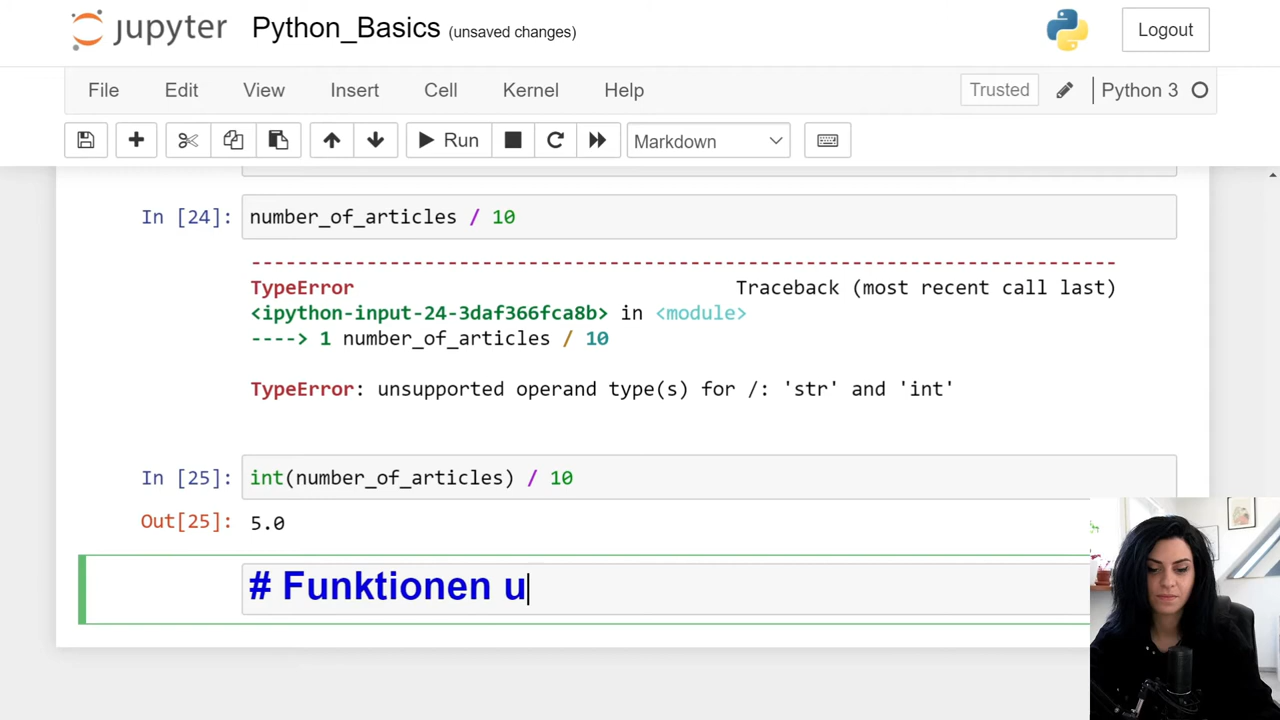 jupyter Python_Basics (unsaved changes) Logout
File Edit View Insert Cell Kernel Help Trusted Python 3
Run Markdown
In [24]: number_of_articles / 10
---------------------------------------------------------------------------
TypeError Traceback (most recent call last)
<ipython-input-24-3daf366fca8b> in <module>
----> 1 number_of_articles / 10
TypeError: unsupported operand type(s) for /: 'str' and 'int'
In [25]: int(number_of_articles) / 10
Out[25]: 5.0
# Funktionen u